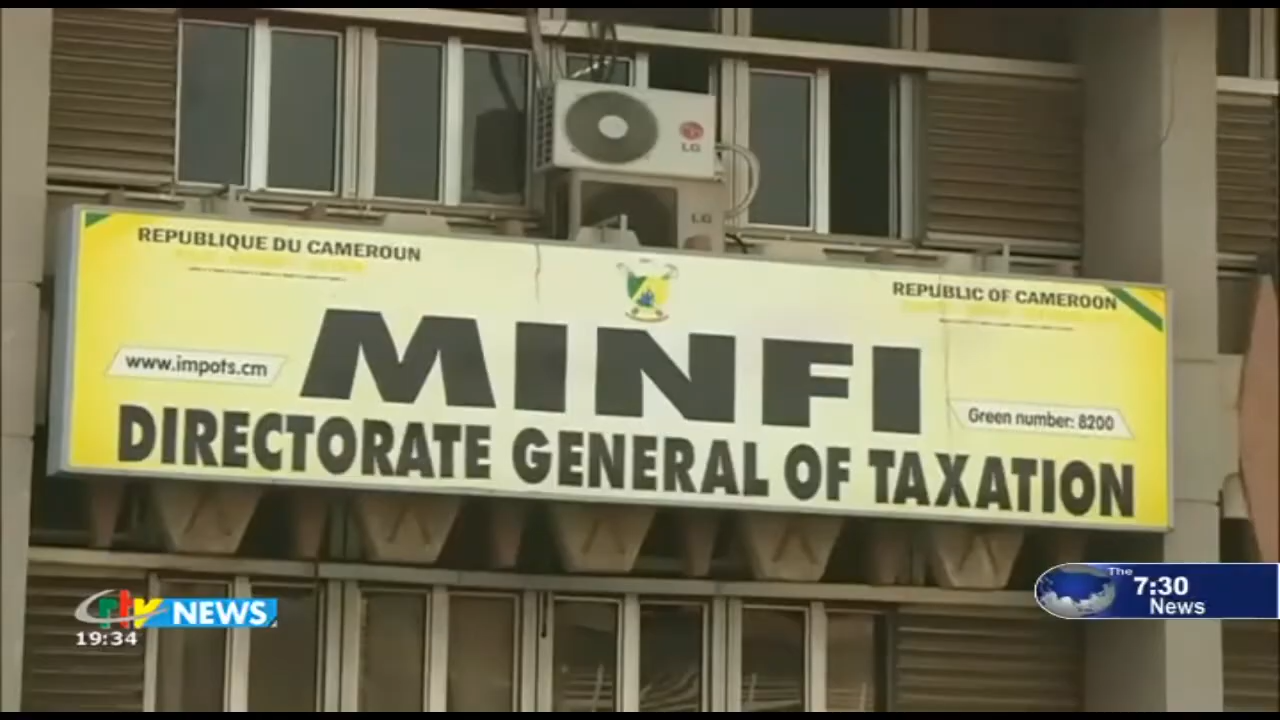 LG
LG
REPUBLIQUE DU CAMEROUN
REPUBLIC OF CAMEROON
MINFI
www.impots.cm
Green number: 8200
DIRECTORATE GENERAL OF TAXATION
The
7:30
News
crtv NEWS
19:34